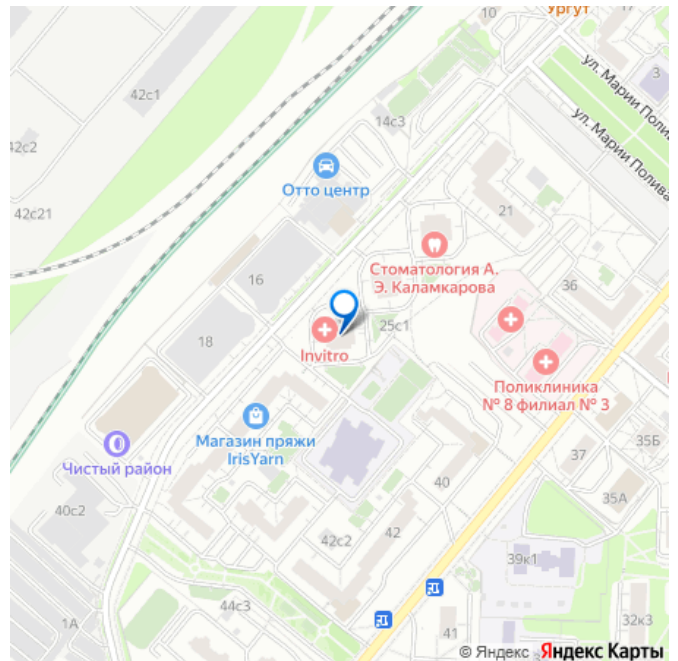 Ургут
10
17
3
ул. Марии Полива
ул. Марии Полива
42с1
14с3
42с2
Отто центр
42с21
21
Стоматология А.
Э. Каламкарова
16
36
25с1
18
Invitro
Поликлиника
№ 8 филиал № 3
Магазин пряжи
IrisYarn
Чистый район
35Б
37
40
35А
40с2
42
42с2
39к1
44с3
1А
32к3
41
© Яндекс
Яндекс Карты